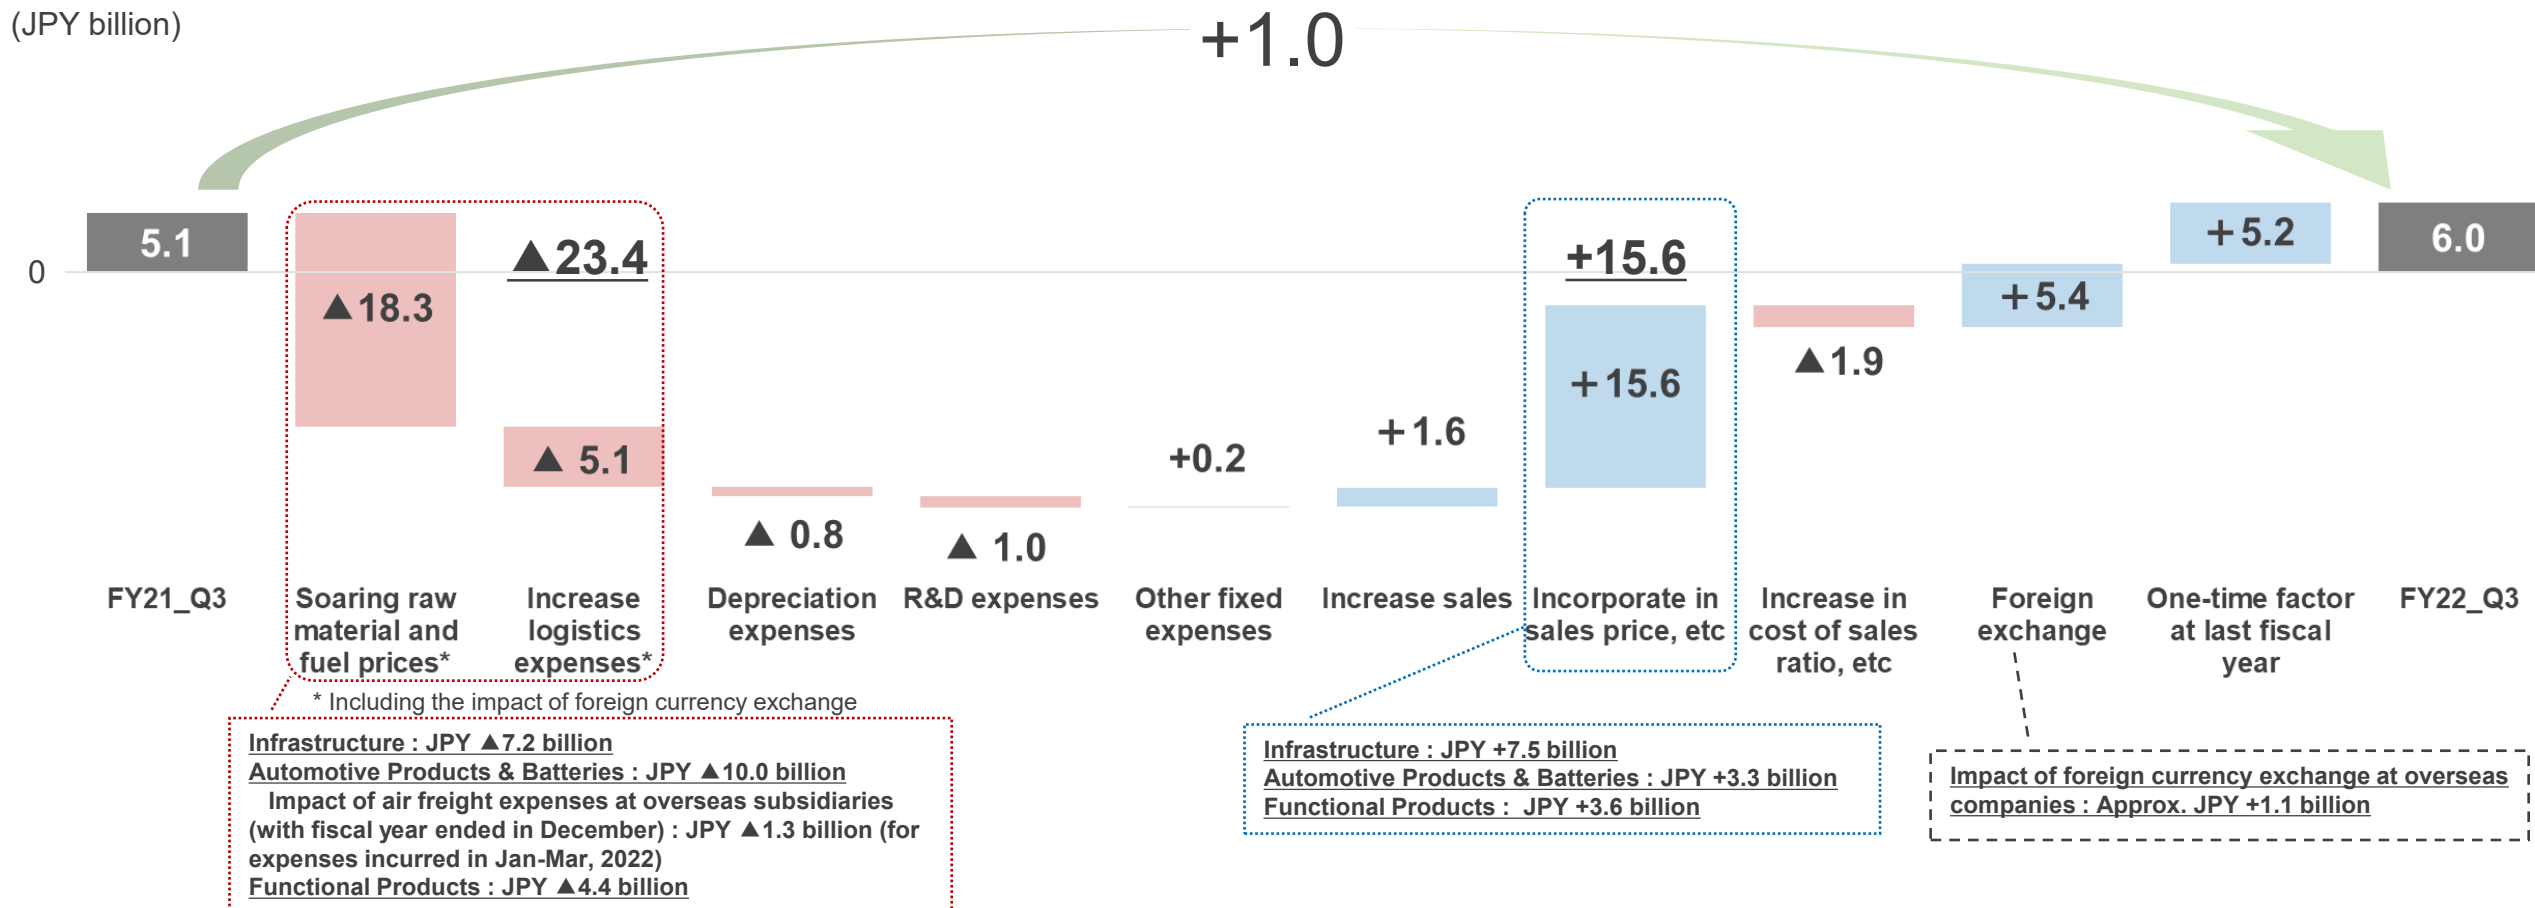 (JPY billion)
+1.0
5.1
▲23.4
+15.6
+5.2
6.0
0
▲18.3
+5.4
▲1.9
+15.6
▲ 5.1
+1.6
+0.2
▲ 0.8
▲ 1.0
FY21_Q3
Soaring raw
material and
fuel prices*
Increase
logistics
expenses*
Depreciation
expenses
R&D expenses
Other fixed
expenses
Increase sales
Incorporate in
sales price, etc
Increase in
cost of sales
ratio, etc
Foreign
exchange
One-time factor
at last fiscal
year
FY22_Q3
* Including the impact of foreign currency exchange
Infrastructure : JPY ▲7.2 billion
Automotive Products & Batteries : JPY ▲10.0 billion
Impact of air freight expenses at overseas subsidiaries
(with fiscal year ended in December) : JPY ▲1.3 billion (for
expenses incurred in Jan-Mar, 2022)
Functional Products : JPY ▲4.4 billion
Infrastructure : JPY +7.5 billion
Automotive Products & Batteries : JPY +3.3 billion
Functional Products : JPY +3.6 billion
Impact of foreign currency exchange at overseas
companies : Approx. JPY +1.1 billion